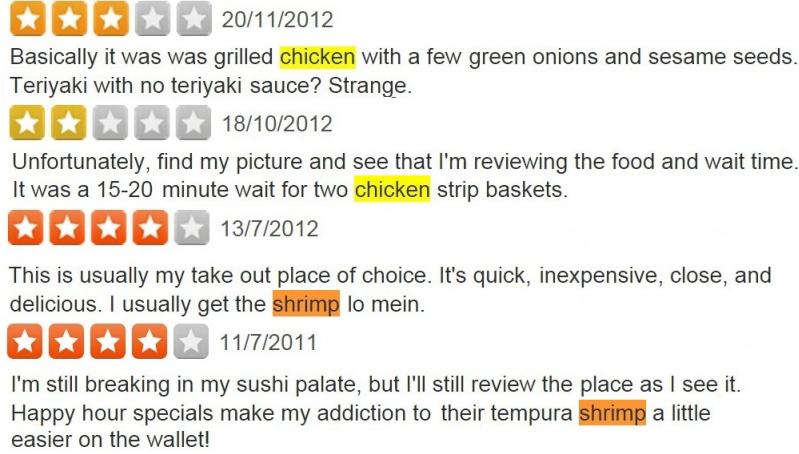 20/11/2012
Basically it was was grilled chicken with a few green onions and sesame seeds.
Teriyaki with no teriyaki sauce? Strange.
18/10/2012
Unfortunately, find my picture and see that I'm reviewing the food and wait time.
It was a 15-20 minute wait for two chicken strip baskets.
13/7/2012
This is usually my take out place of choice. It's quick, inexpensive, close, and
delicious. I usually get the shrimp lo mein.
11/7/2011
I'm still breaking in my sushi palate, but I'll still review the place as I see it.
Happy hour specials make my addiction to their tempura shrimp a little
easier on the wallet!